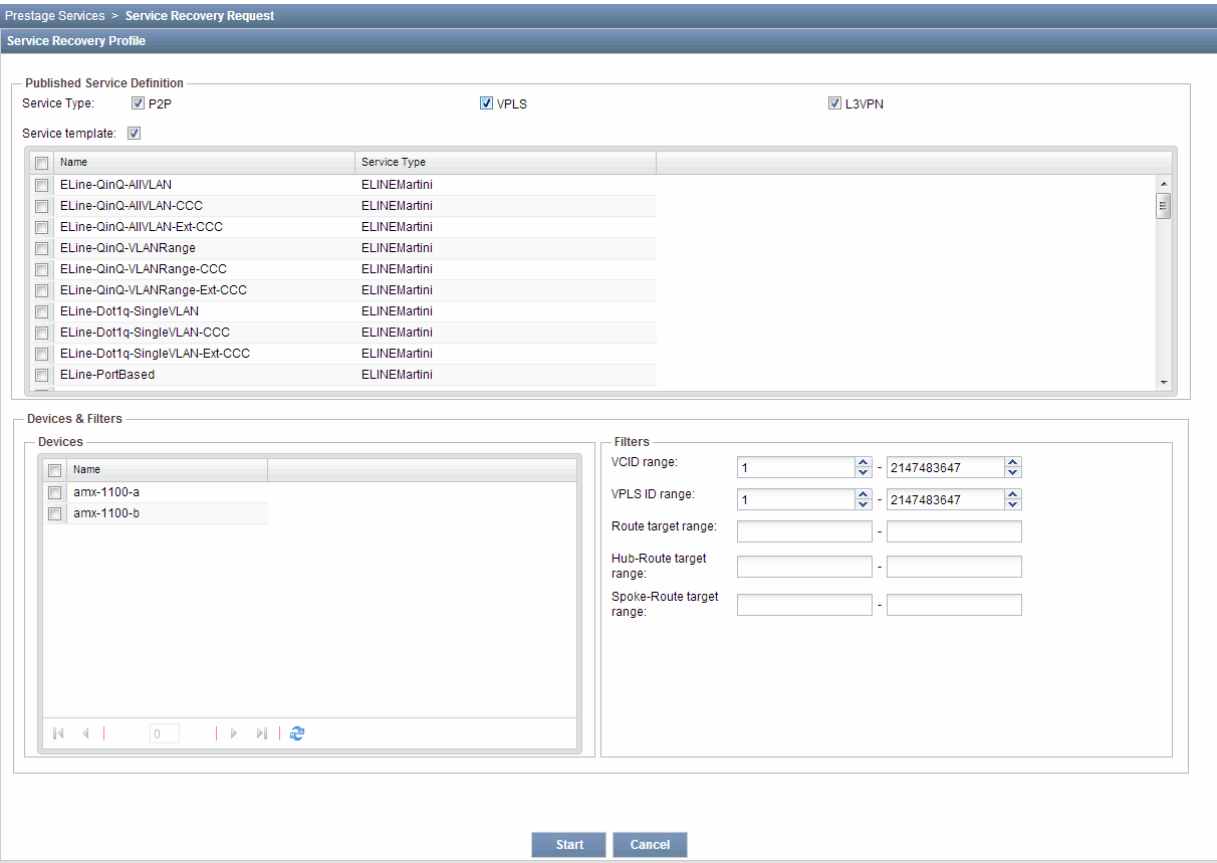 Prestage Services > Service Recovery Request
Service Recovery Profile
Published Service Definition
Service Type: P2P VPLS L3VPN
Service template:
Name Service Type
ELine-QinQ-AllVLAN ELINEMartini
ELine-QinQ-AllVLAN-CCC ELINEMartini
ELine-QinQ-AllVLAN-Ext-CCC ELINEMartini
ELine-QinQ-VLANRange ELINEMartini
ELine-QinQ-VLANRange-CCC ELINEMartini
ELine-QinQ-VLANRange-Ext-CCC ELINEMartini
ELine-Dot1q-SingleVLAN ELINEMartini
ELine-Dot1q-SingleVLAN-CCC ELINEMartini
ELine-Dot1q-SingleVLAN-Ext-CCC ELINEMartini
ELine-PortBased ELINEMartini
Devices & Filters
Devices
Name
amx-1100-a
amx-1100-b
0
Filters
VCID range: 1 - 2147483647
VPLS ID range: 1 - 2147483647
Route target range: -
Hub-Route target
range: -
Spoke-Route target
range: -
Start Cancel